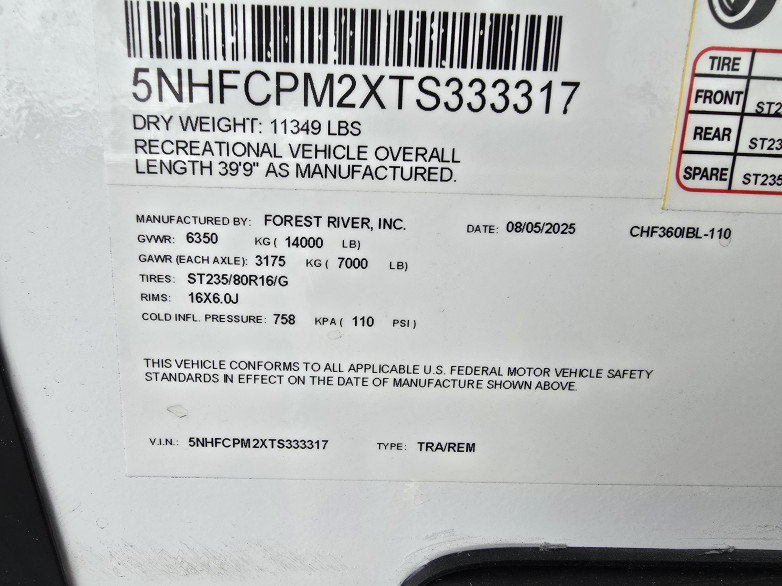 5NHFCPM2XTS333317
DRY WEIGHT: 11349 LBS
RECREATIONAL VEHICLE OVERALL
LENGTH 39'9" AS MANUFACTURED.
TIRE
FRONT ST2
REAR ST23
SPARE ST235
MANUFACTURED BY: FOREST RIVER, INC. DATE: 08/05/2025 CHF360IBL-110
GVWR: 6350 KG ( 14000 LB)
GAWR (EACH AXLE): 3175 KG ( 7000 LB)
TIRES: ST235/80R16/G
RIMS: 16X6.0J
COLD INFL. PRESSURE: 758 KPA ( 110 PSI )
THIS VEHICLE CONFORMS TO ALL APPLICABLE U.S. FEDERAL MOTOR VEHICLE SAFETY
STANDARDS IN EFFECT ON THE DATE OF MANUFACTURE SHOWN ABOVE.
V.I.N.: 5NHFCPM2XTS333317 TYPE: TRA/REM